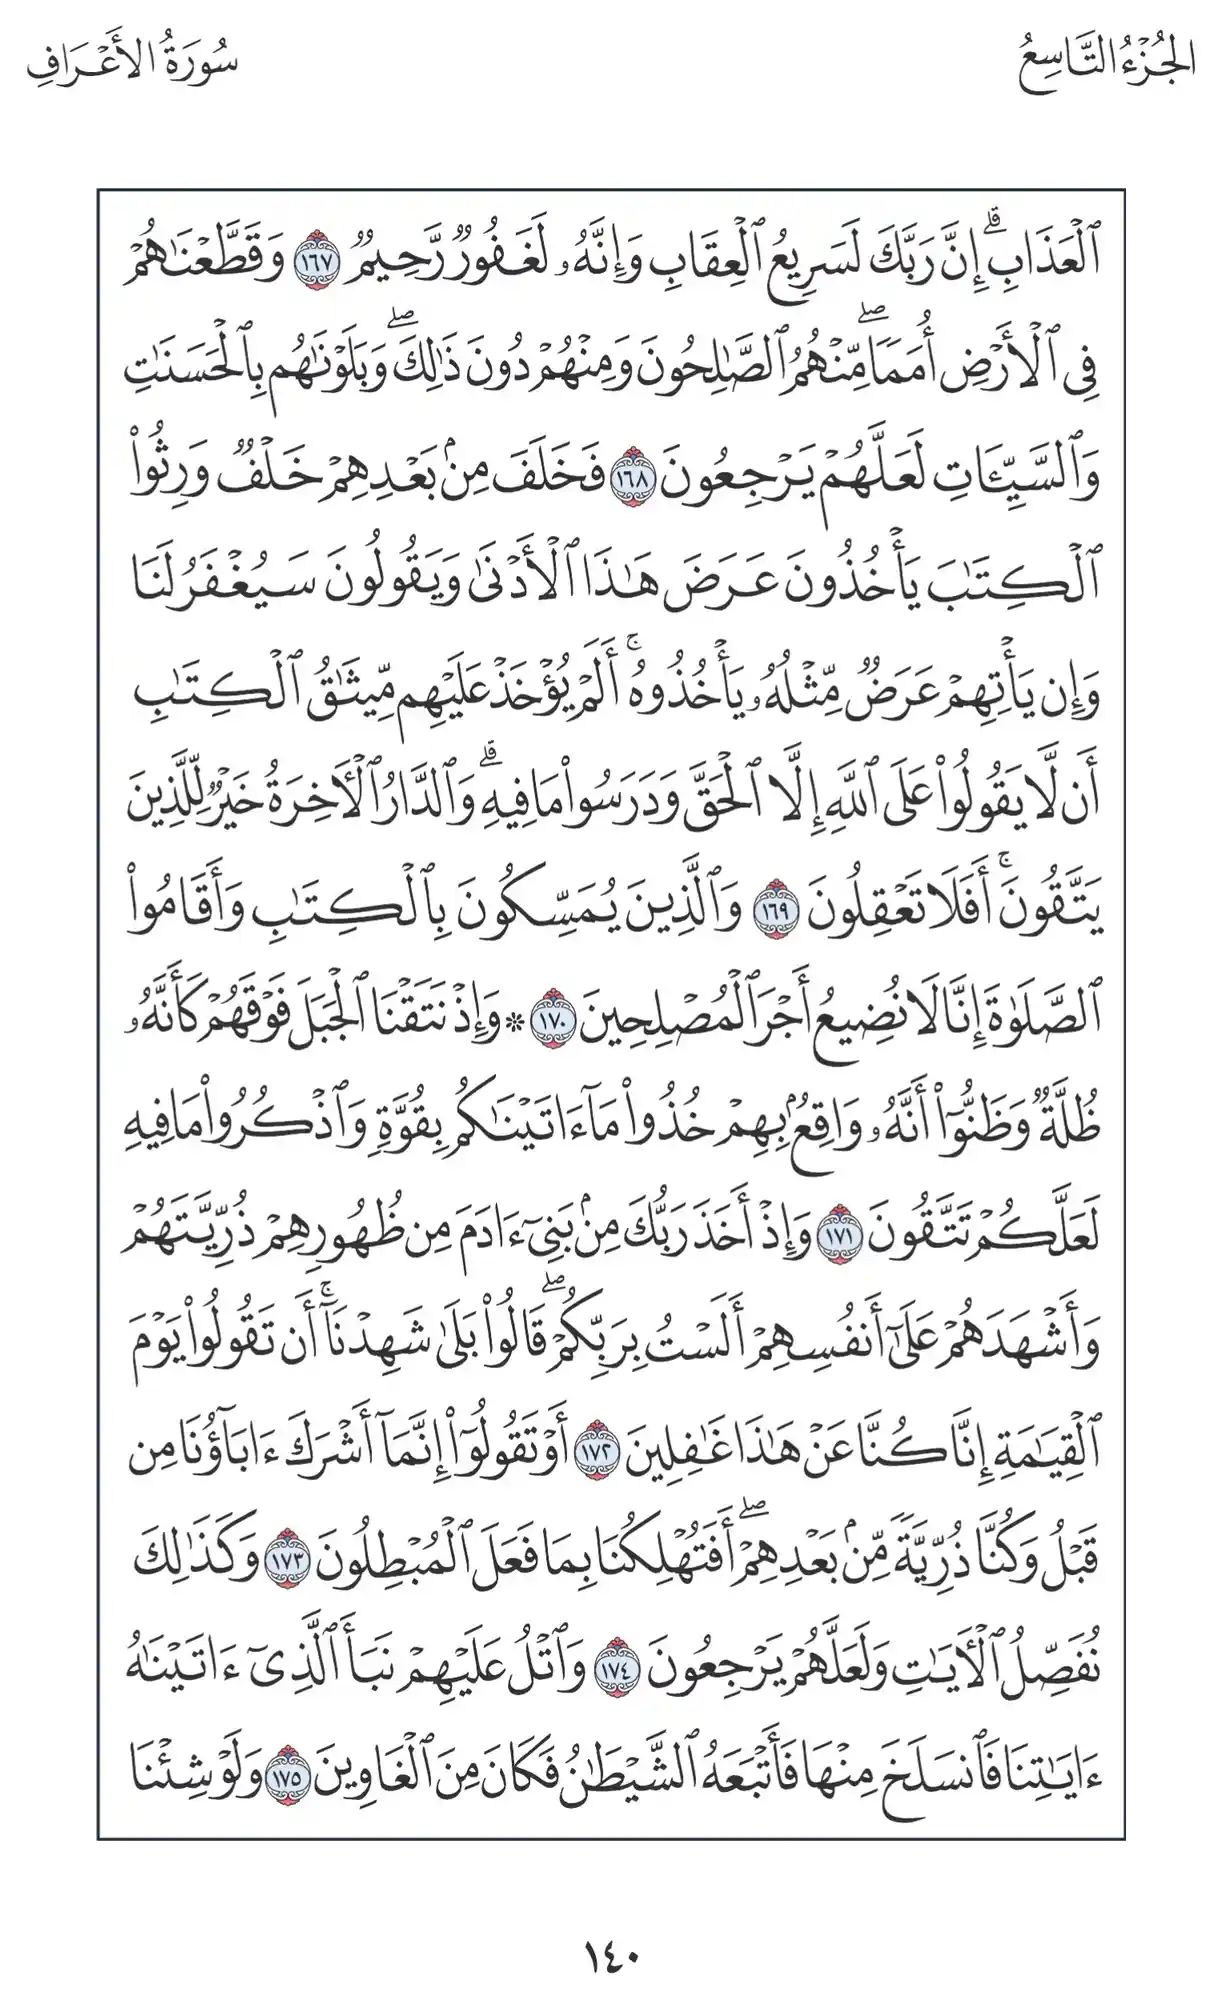 الجُزْءُ التَّاسِعُ
سُورَةُ الأَعْرَافِ
ٱلْعَذَابِۗ إِنَّ رَبَّكَ لَسَرِيعُ ٱلْعِقَابِ وَإِنَّهُۥ لَغَفُورٌ رَّحِيمٌ ١٦٧ وَقَطَّعْنَٰهُمْ
فِى ٱلْأَرْضِ أُمَمًاۖ مِّنْهُمُ ٱلصَّٰلِحُونَ وَمِنْهُمْ دُونَ ذَٰلِكَۖ وَبَلَوْنَٰهُم بِٱلْحَسَنَٰتِ
وَٱلسَّيِّـَٔاتِ لَعَلَّهُمْ يَرْجِعُونَ ١٦٨ فَخَلَفَ مِنۢ بَعْدِهِمْ خَلْفٌ وَرِثُوا۟
ٱلْكِتَٰبَ يَأْخُذُونَ عَرَضَ هَٰذَا ٱلْأَدْنَىٰ وَيَقُولُونَ سَيُغْفَرُ لَنَا
وَإِن يَأْتِهِمْ عَرَضٌ مِّثْلُهُۥ يَأْخُذُوهُۚ أَلَمْ يُؤْخَذْ عَلَيْهِم مِّيثَٰقُ ٱلْكِتَٰبِ
أَن لَّا يَقُولُوا۟ عَلَى ٱللَّهِ إِلَّا ٱلْحَقَّ وَدَرَسُوا۟ مَا فِيهِۗ وَٱلدَّارُ ٱلْـَٔاخِرَةُ خَيْرٌ لِّلَّذِينَ
يَتَّقُونَۚ أَفَلَا تَعْقِلُونَ ١٦٩ وَٱلَّذِينَ يُمَسِّكُونَ بِٱلْكِتَٰبِ وَأَقَامُوا۟
ٱلصَّلَوٰةَ إِنَّا لَا نُضِيعُ أَجْرَ ٱلْمُصْلِحِينَ ١٧٠ * وَإِذْ نَتَقْنَا ٱلْجَبَلَ فَوْقَهُمْ كَأَنَّهُۥ
ظُلَّةٌ وَظَنُّوٓا۟ أَنَّهُۥ وَاقِعٌۢ بِهِمْ خُذُوا۟ مَآ ءَاتَيْنَٰكُم بِقُوَّةٍ وَٱذْكُرُوا۟ مَا فِيهِ
لَعَلَّكُمْ تَتَّقُونَ ١٧١ وَإِذْ أَخَذَ رَبُّكَ مِنۢ بَنِىٓ ءَادَمَ مِن ظُهُورِهِمْ ذُرِّيَّتَهُمْ
وَأَشْهَدَهُمْ عَلَىٰٓ أَنفُسِهِمْ أَلَسْتُ بِرَبِّكُمْۖ قَالُوا۟ بَلَىٰ شَهِدْنَآۚ أَن تَقُولُوا۟ يَوْمَ
ٱلْقِيَٰمَةِ إِنَّا كُنَّا عَنْ هَٰذَا غَٰفِلِينَ ١٧٢ أَوْ تَقُولُوٓا۟ إِنَّمَآ أَشْرَكَ ءَابَآؤُنَا مِن
قَبْلُ وَكُنَّا ذُرِّيَّةً مِّنۢ بَعْدِهِمْۖ أَفَتُهْلِكُنَا بِمَا فَعَلَ ٱلْمُبْطِلُونَ ١٧٣ وَكَذَٰلِكَ
نُفَصِّلُ ٱلْـَٔايَٰتِ وَلَعَلَّهُمْ يَرْجِعُونَ ١٧٤ وَٱتْلُ عَلَيْهِمْ نَبَأَ ٱلَّذِىٓ ءَاتَيْنَٰهُ
ءَايَٰتِنَا فَٱنسَلَخَ مِنْهَا فَأَتْبَعَهُ ٱلشَّيْطَٰنُ فَكَانَ مِنَ ٱلْغَاوِينَ ١٧٥ وَلَوْ شِئْنَا
١٤٠